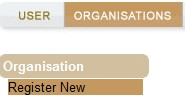 USER ORGANISATIONS
Organisation
Register New